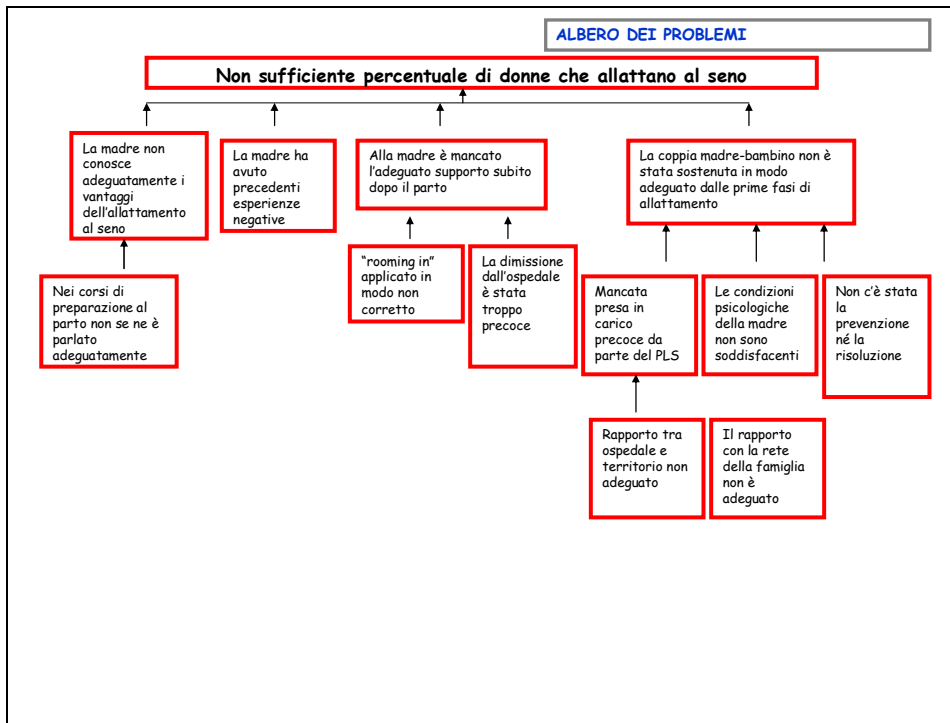 ALBERO DEI PROBLEMI
Non sufficiente percentuale di donne che allattano al seno
La madre non
conosce
adeguatamente i
vantaggi
dell'allattamento
al seno
La madre ha
avuto
precedenti
esperienze
negative
Alla madre è mancato
l'adeguato supporto subito
dopo il parto
La coppia madre-bambino non è
stata sostenuta in modo
adeguato dalle prime fasi di
allattamento
Nei corsi di
preparazione al
parto non se ne è
parlato
adeguatamente
"rooming in"
applicato in
modo non
corretto
La dimissione
dall'ospedale
è stata
troppo
precoce
Mancata
presa in
carico
precoce da
parte del PLS
Le condizioni
psicologiche
della madre
non sono
soddisfacenti
Non c'è stata
la
prevenzione
né la
risoluzione
Rapporto tra
ospedale e
territorio non
adeguato
Il rapporto
con la rete
della famiglia
non è
adeguato